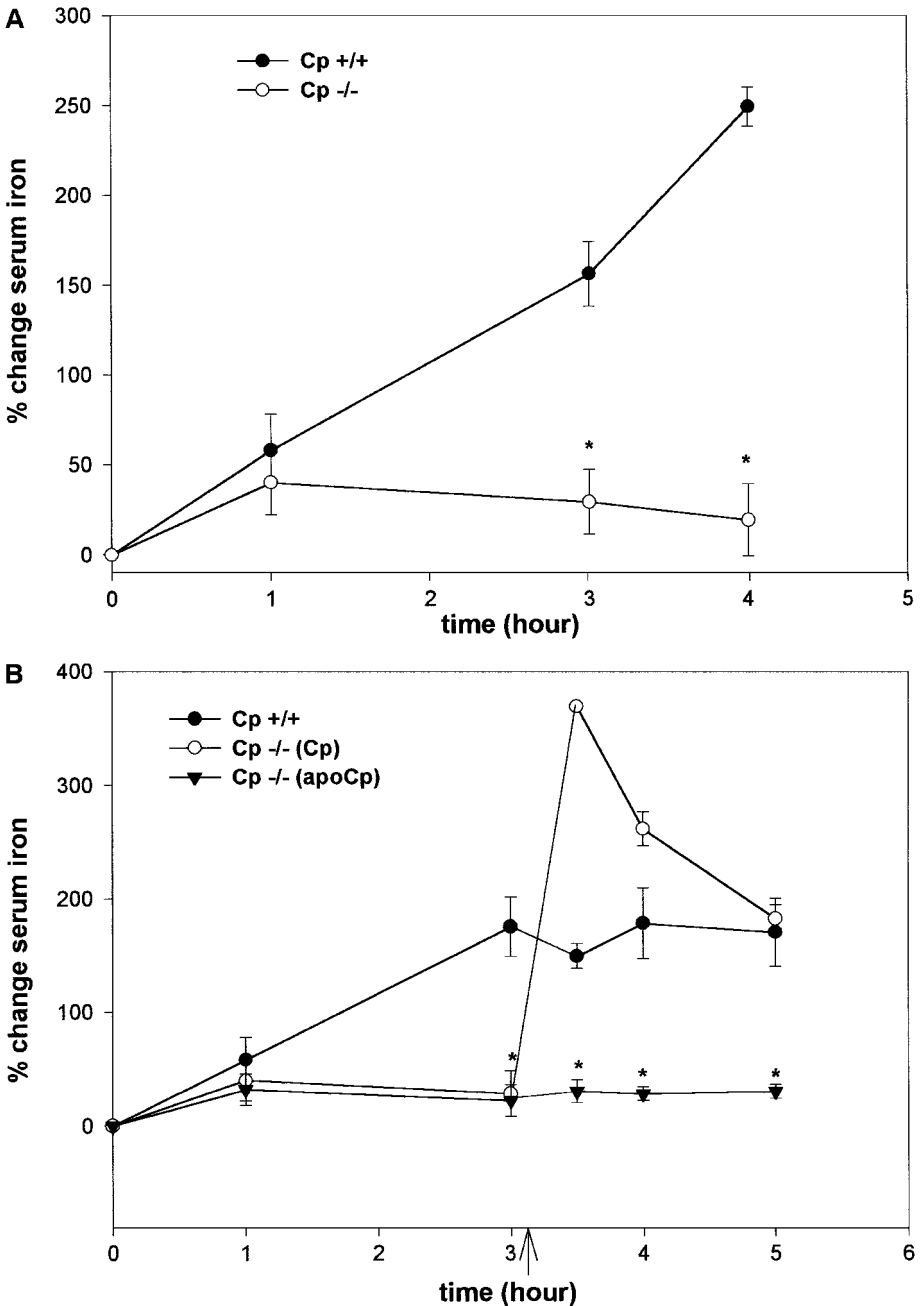 A
300
250
200
150
100
50
0
% change serum iron
Cp +/+
Cp -/-
*
*
0 1 2 3 4 5
time (hour)
B
400
300
200
100
0
% change serum iron
Cp +/+
Cp -/- (Cp)
Cp -/- (apoCp)
* * * *
0 1 2 3 4 5 6
time (hour)